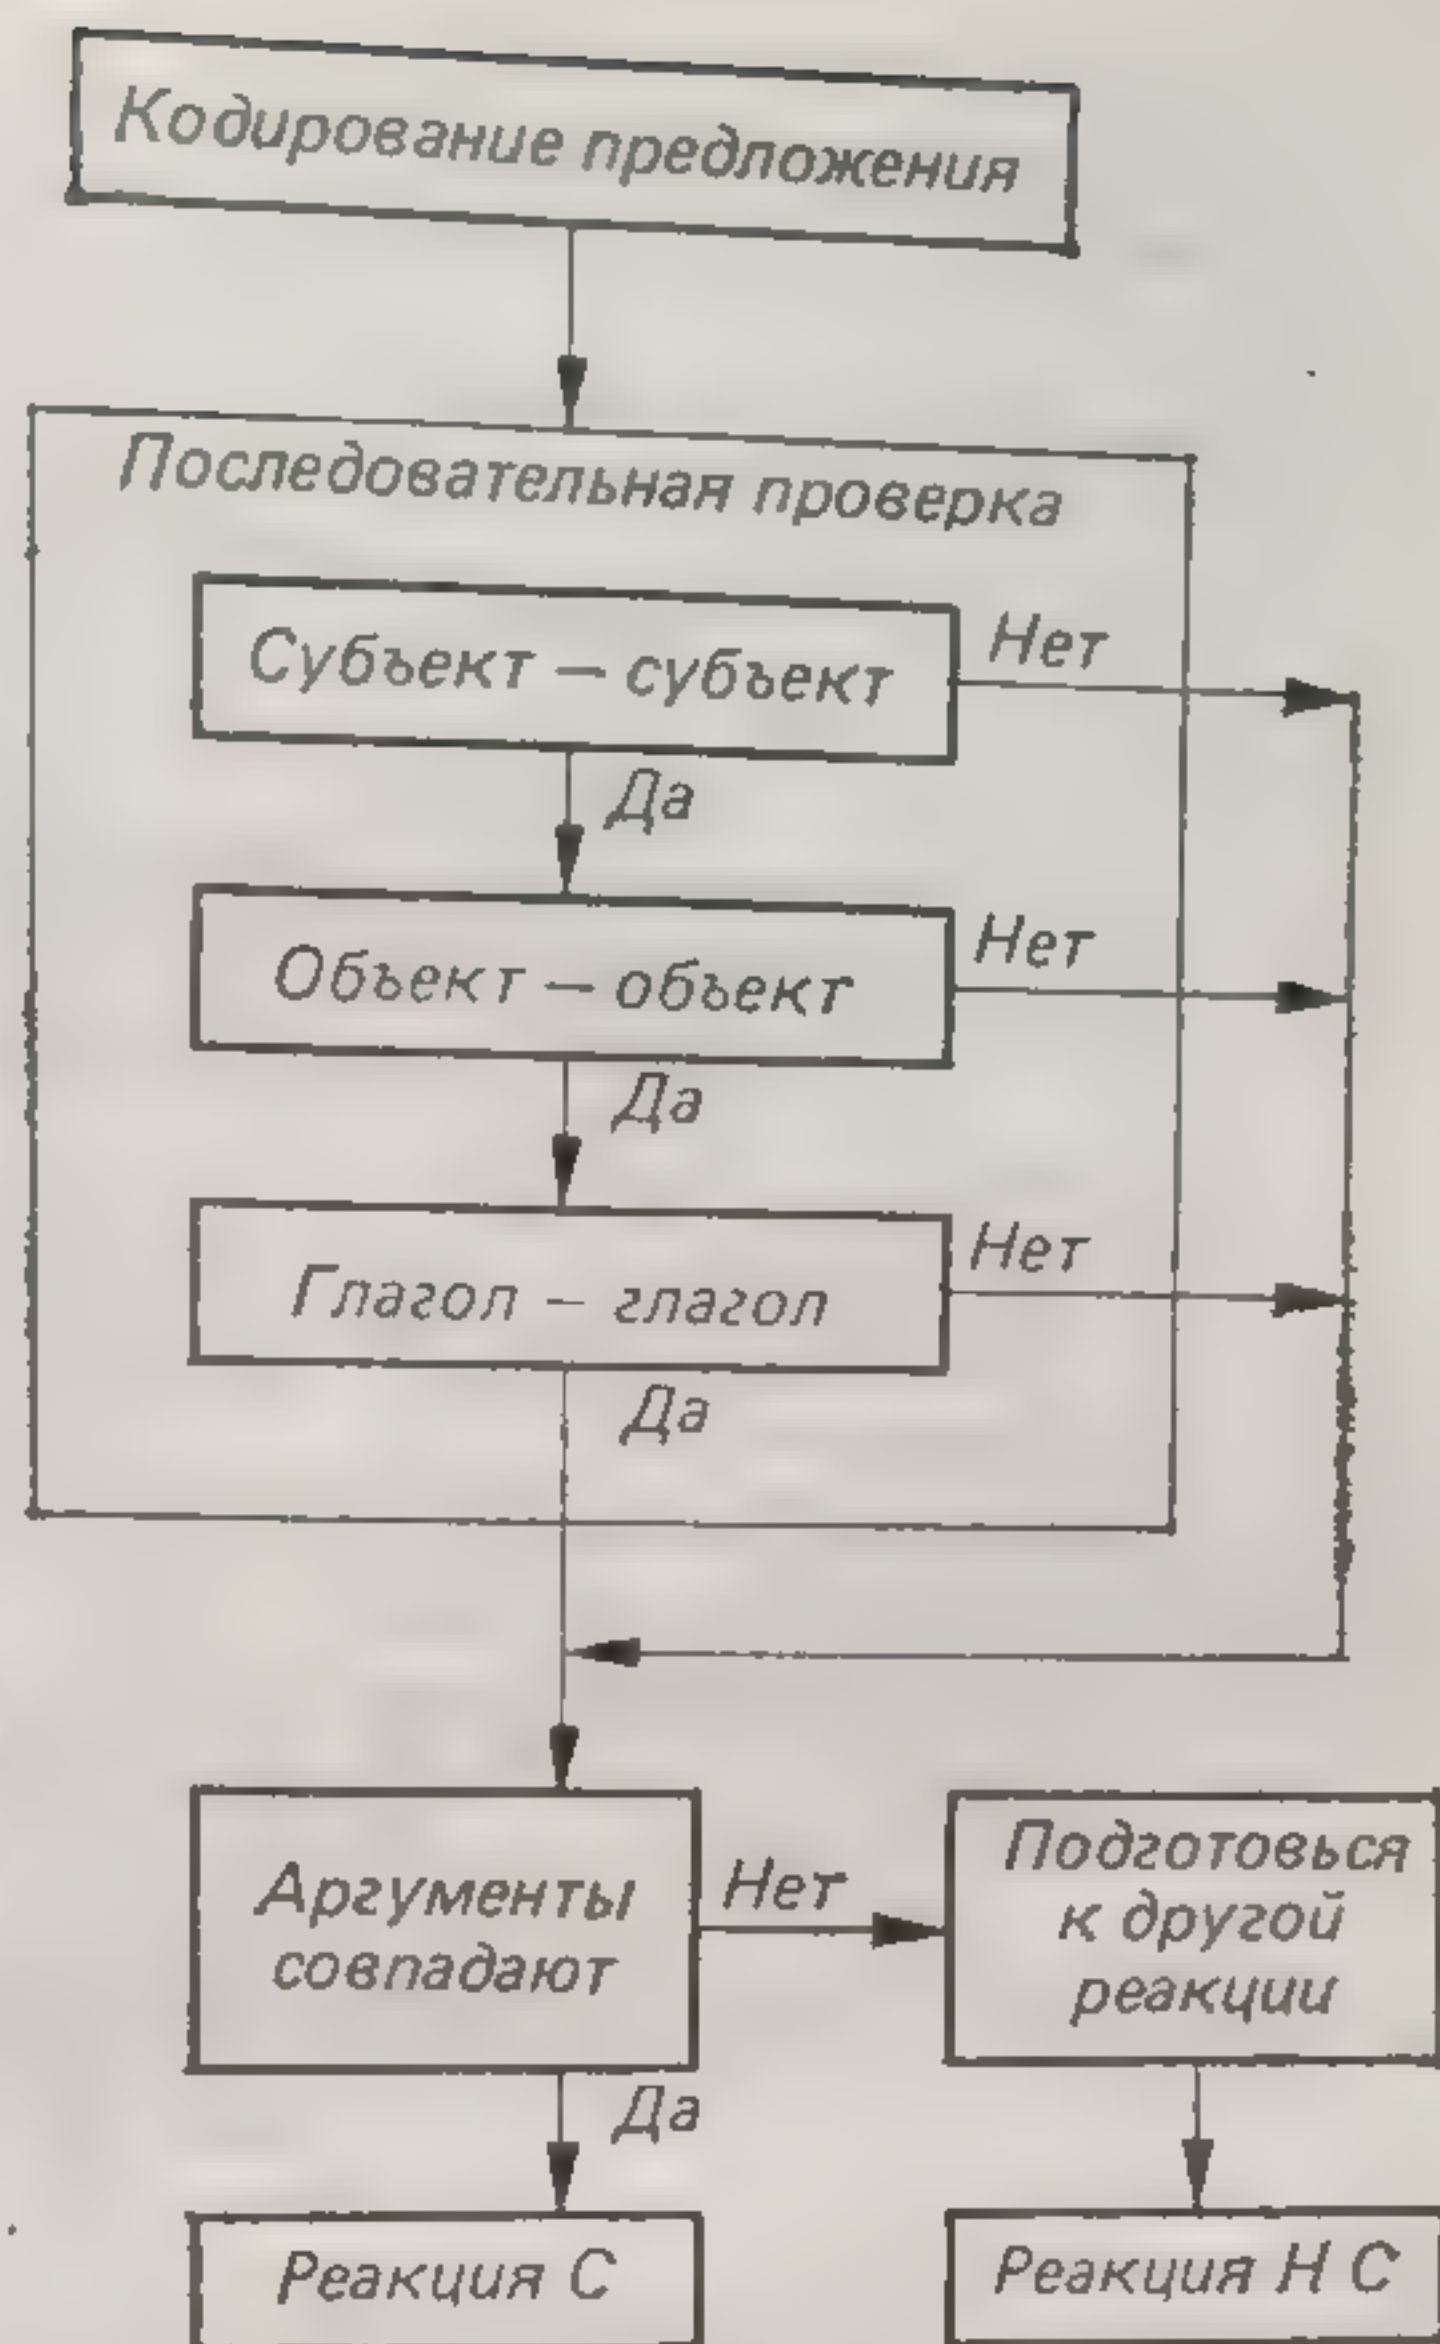 Кодирование предложения
Последовательная проверка
Субъект – субъект
Нет
Да
Объект – объект
Нет
Да
Глагол – глагол
Нет
Да
Аргументы
совпадают
Нет
Подготовься
к другой
реакции
Да
Реакция С
Реакция Н С